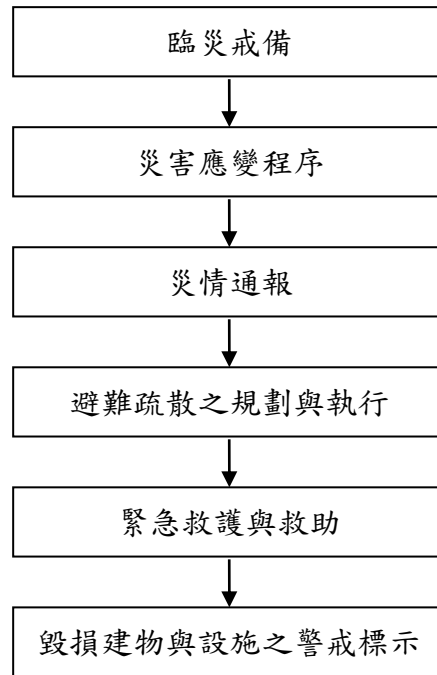 臨災戒備
災害應變程序
災情通報
避難疏散之規劃與執行
緊急救護與救助
毀損建物與設施之警戒標示